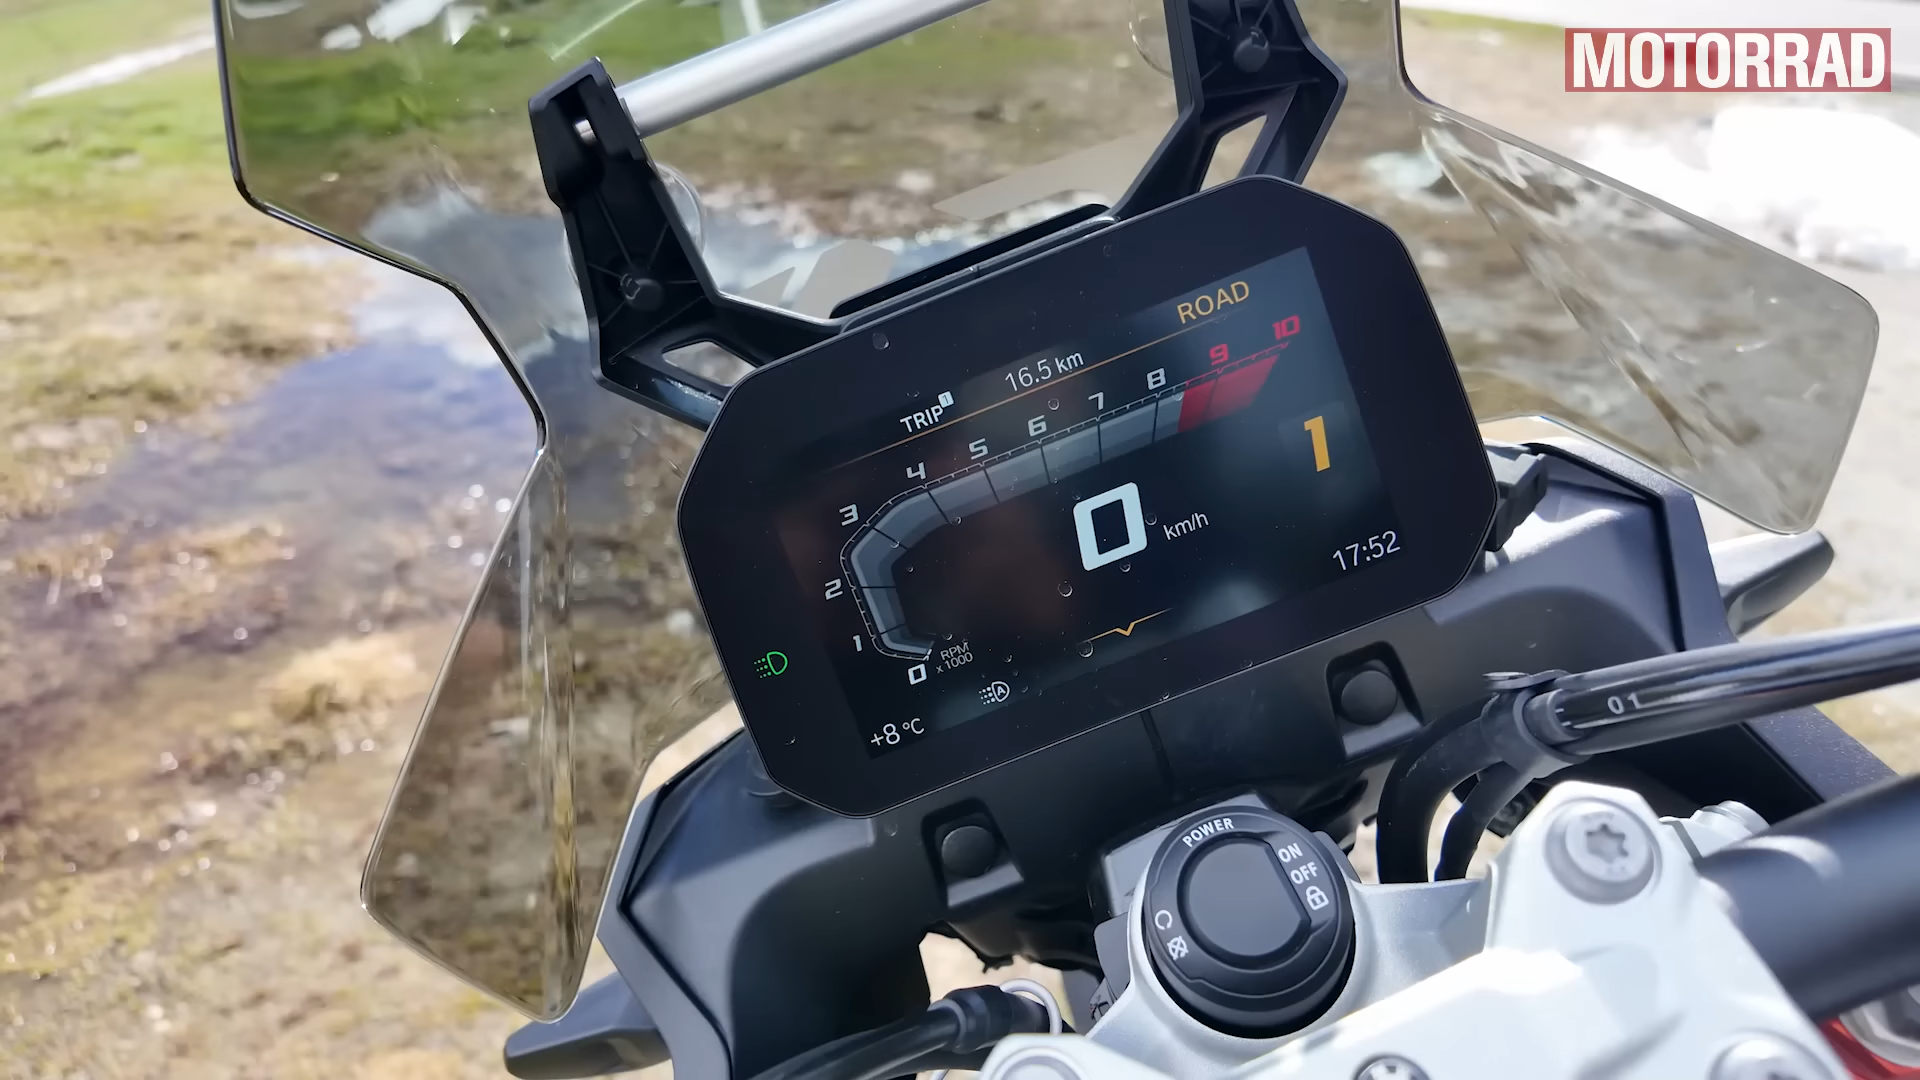 MOTORRAD
ROAD
TRIP 1 16.5 km
0 1 2 3 4 5 6 7 8 9 10
RPM
x 1000
0 km/h
1
17:52
A
+8 °C
01
POWER
ON
OFF